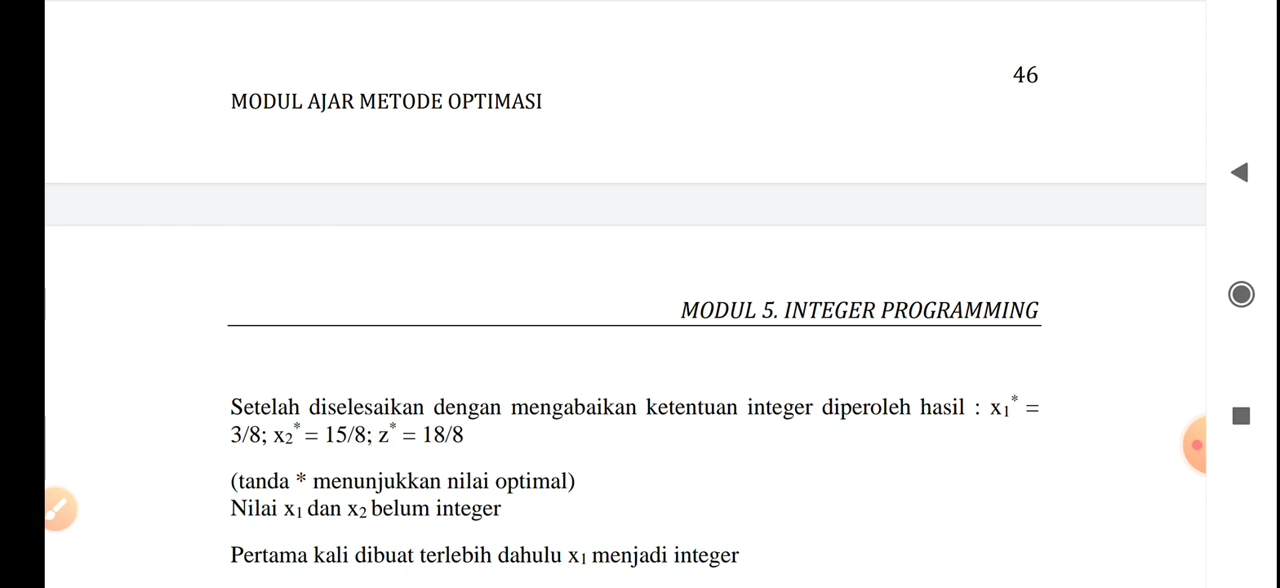 46
MODUL AJAR METODE OPTIMASI
MODUL 5. INTEGER PROGRAMMING
Setelah diselesaikan dengan mengabaikan ketentuan integer diperoleh hasil : x₁* =
3/8; x₂* = 15/8; z* = 18/8
(tanda * menunjukkan nilai optimal)
Nilai x₁ dan x₂ belum integer
Pertama kali dibuat terlebih dahulu x₁ menjadi integer